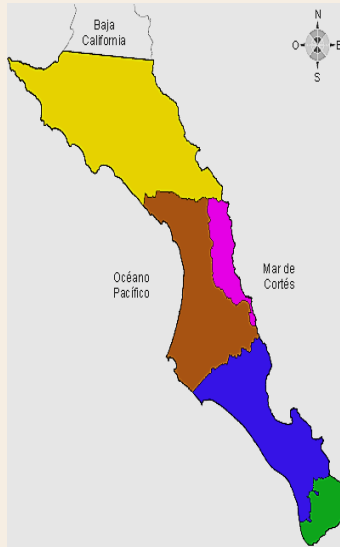 Baja
California
N
O
E
S
Océano
Pacífico
Mar de
Cortés